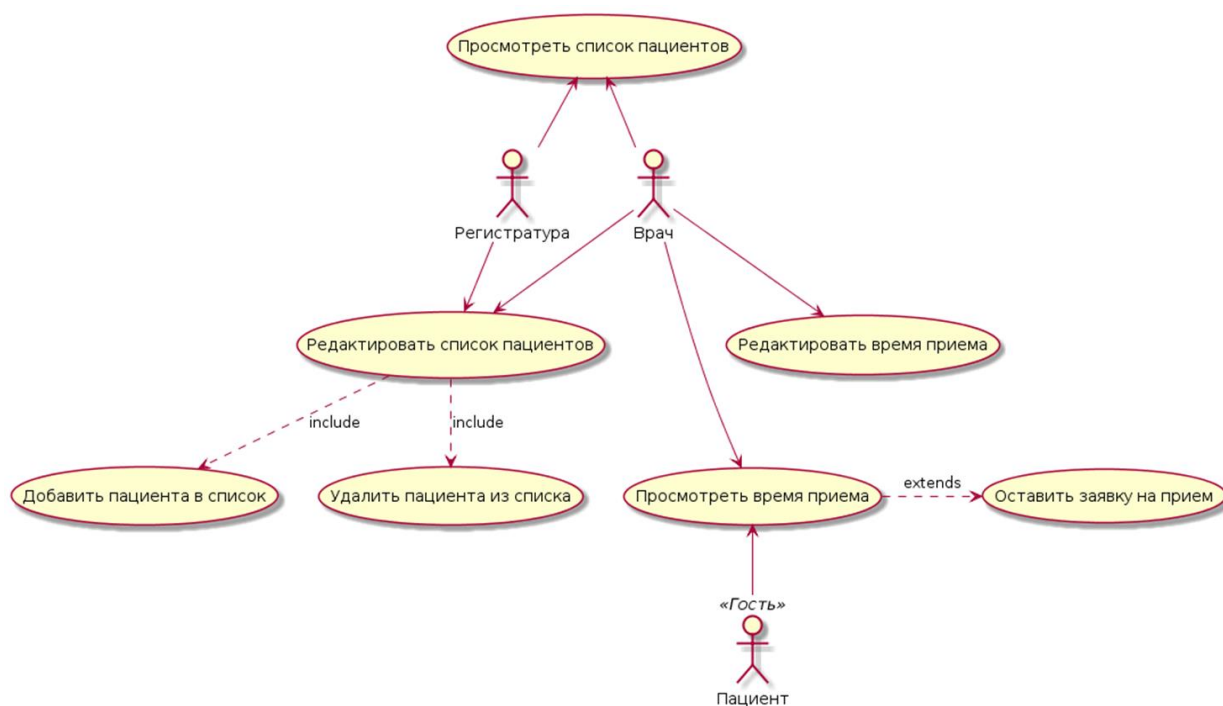 Просмотреть список пациентов
Регистратура
Врач
Редактировать список пациентов
Редактировать время приема
include
include
Добавить пациента в список
Удалить пациента из списка
Просмотреть время приема
extends
Оставить заявку на прием
«Гость»
Пациент